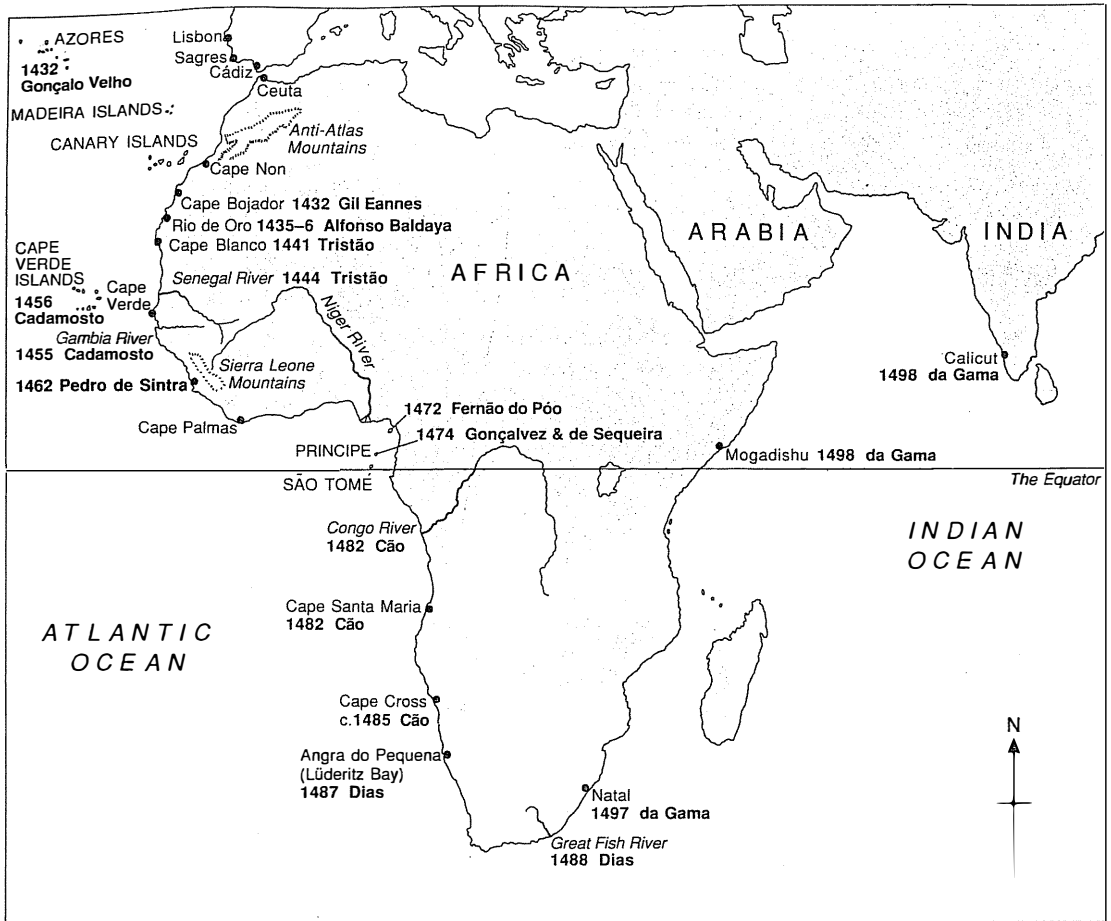 AZORES
1432
Gonçalo Velho
Lisbon
Sagres
Cádiz
Ceuta
MADEIRA ISLANDS
CANARY ISLANDS
Anti-Atlas
Mountains
Cape Non
Cape Bojador 1432 Gil Eannes
Rio de Oro 1435–6 Alfonso Baldaya
Cape Blanco 1441 Tristão
CAPE
VERDE
ISLANDS
1456
Cadamosto
Cape
Verde
Senegal River 1444 Tristão
AFRICA
ARABIA
INDIA
Niger River
Gambia River
1455 Cadamosto
Sierra Leone
Mountains
1462 Pedro de Sintra
Cape Palmas
Calicut
1498 da Gama
1472 Fernão do Póo
1474 Gonçalvez & de Sequeira
PRINCIPE
SÃO TOMÉ
Mogadishu 1498 da Gama
The Equator
Congo River
1482 Cão
INDIAN
OCEAN
Cape Santa Maria
1482 Cão
ATLANTIC
OCEAN
Cape Cross
c.1485 Cão
Angra do Pequena
(Lüderitz Bay)
1487 Dias
N
Natal
1497 da Gama
Great Fish River
1488 Dias